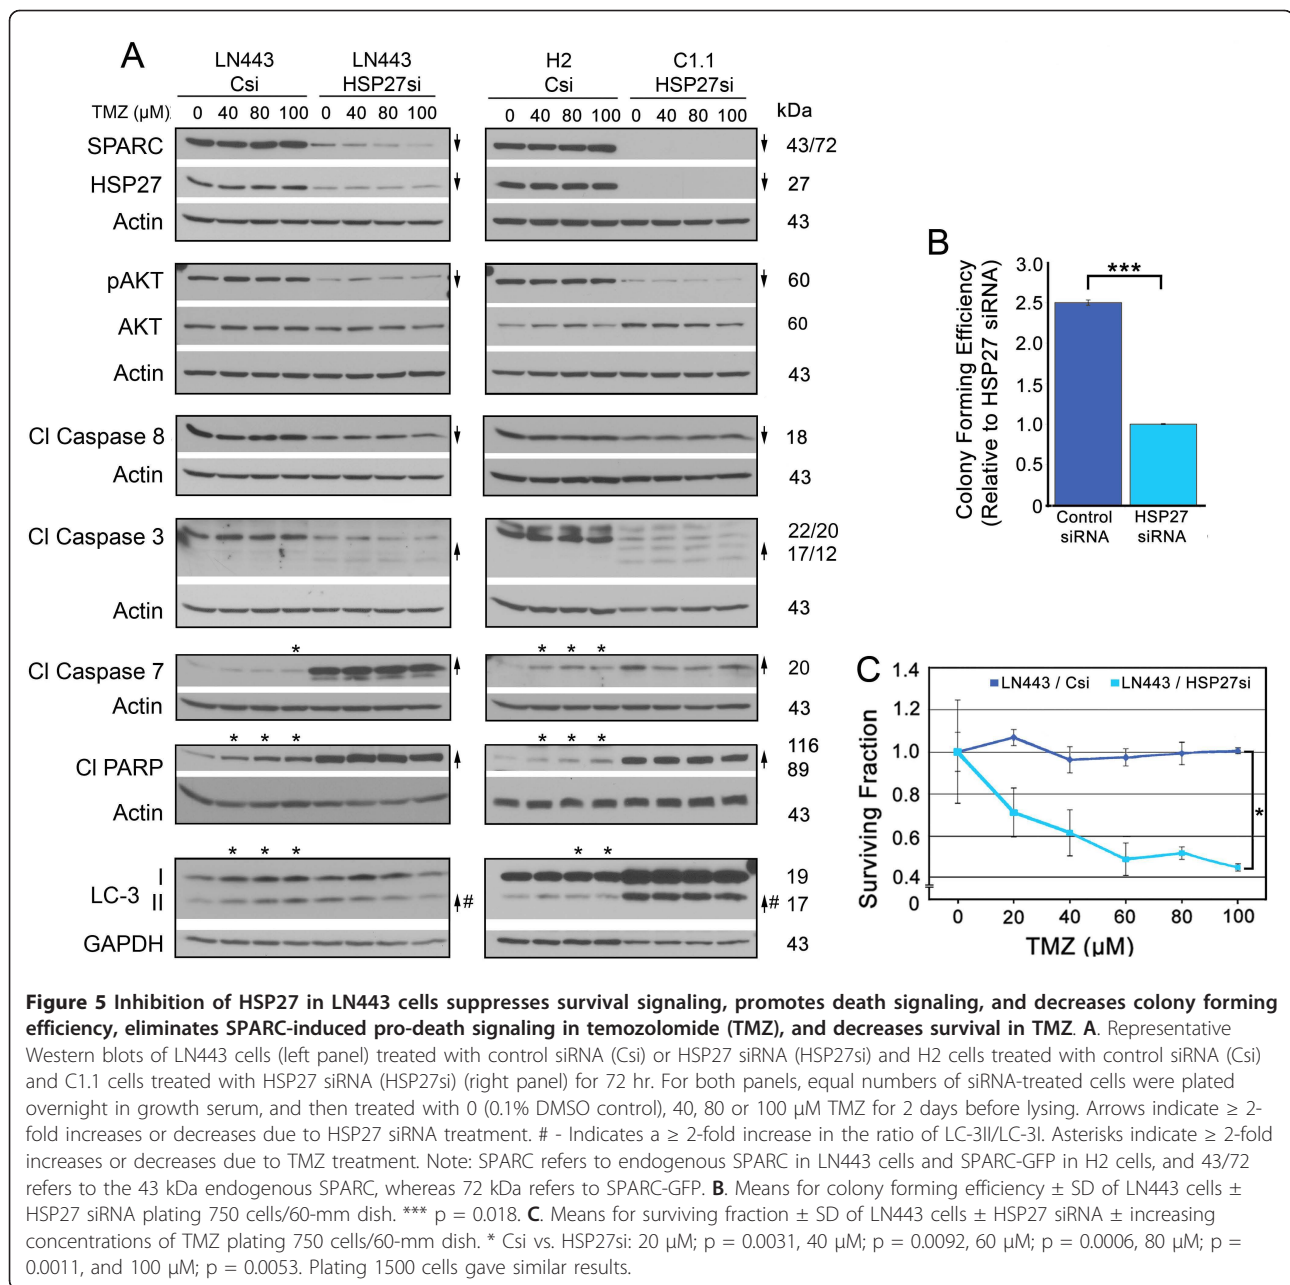 A
LN443 LN443 H2 C1.1
Csi HSP27si Csi HSP27si
TMZ (µM) 0 40 80 100 0 40 80 100 0 40 80 100 0 40 80 100 kDa
SPARC 43/72
HSP27 27
Actin 43
pAKT 60
AKT 60
Actin 43
Cl Caspase 8 18
Actin 43
Cl Caspase 3 22/20
17/12
Actin 43
* * * *
Cl Caspase 7 20
Actin 43
* * * * * *
Cl PARP 116
89
Actin 43
* * * * *
LC-3 I 19
II # # 17
GAPDH 43
B
Colony Forming Efficiency
(Relative to HSP27 siRNA)
3.0
2.5
2.0
1.5
1.0
0.5
0
***
Control HSP27
siRNA siRNA
C
Surviving Fraction
1.4
1.2
1.0
0.8
0.6
0.4
0
LN443 / Csi LN443 / HSP27si
*
0 20 40 60 80 100
TMZ (µM)
Figure 5 Inhibition of HSP27 in LN443 cells suppresses survival signaling, promotes death signaling, and decreases colony forming
efficiency, eliminates SPARC-induced pro-death signaling in temozolomide (TMZ), and decreases survival in TMZ. A. Representative
Western blots of LN443 cells (left panel) treated with control siRNA (Csi) or HSP27 siRNA (HSP27si) and H2 cells treated with control siRNA (Csi)
and C1.1 cells treated with HSP27 siRNA (HSP27si) (right panel) for 72 hr. For both panels, equal numbers of siRNA-treated cells were plated
overnight in growth serum, and then treated with 0 (0.1% DMSO control), 40, 80 or 100 µM TMZ for 2 days before lysing. Arrows indicate ≥ 2-
fold increases or decreases due to HSP27 siRNA treatment. # - Indicates a ≥ 2-fold increase in the ratio of LC-3II/LC-3I. Asterisks indicate ≥ 2-fold
increases or decreases due to TMZ treatment. Note: SPARC refers to endogenous SPARC in LN443 cells and SPARC-GFP in H2 cells, and 43/72
refers to the 43 kDa endogenous SPARC, whereas 72 kDa refers to SPARC-GFP. B. Means for colony forming efficiency ± SD of LN443 cells ±
HSP27 siRNA plating 750 cells/60-mm dish. *** p = 0.018. C. Means for surviving fraction ± SD of LN443 cells ± HSP27 siRNA ± increasing
concentrations of TMZ plating 750 cells/60-mm dish. * Csi vs. HSP27si: 20 µM; p = 0.0031, 40 µM; p = 0.0092, 60 µM; p = 0.0006, 80 µM; p =
0.0011, and 100 µM; p = 0.0053. Plating 1500 cells gave similar results.